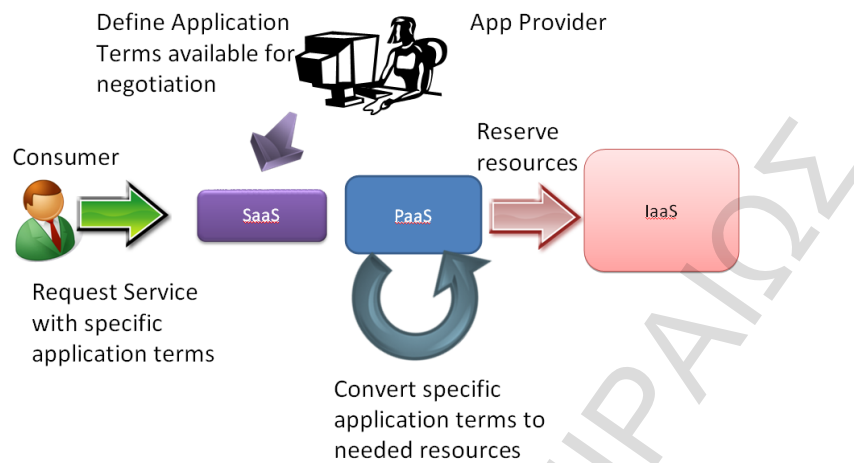 Define Application
Terms available for
negotiation
App Provider
Reserve
resources
Consumer
SaaS
PaaS
IaaS
Request Service
with specific
application terms
Convert specific
application terms to
needed resources
ΠΙΡΑΙΩΣ